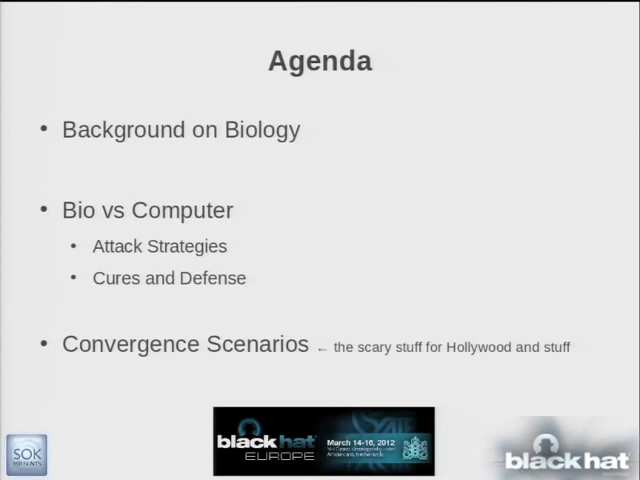 Agenda
• Background on Biology
• Bio vs Computer
• Attack Strategies
• Cures and Defense
• Convergence Scenarios ← the scary stuff for Hollywood and stuff
black hat
EUROPE
March 14-16, 2012
SOK
PRESENTS
black hat